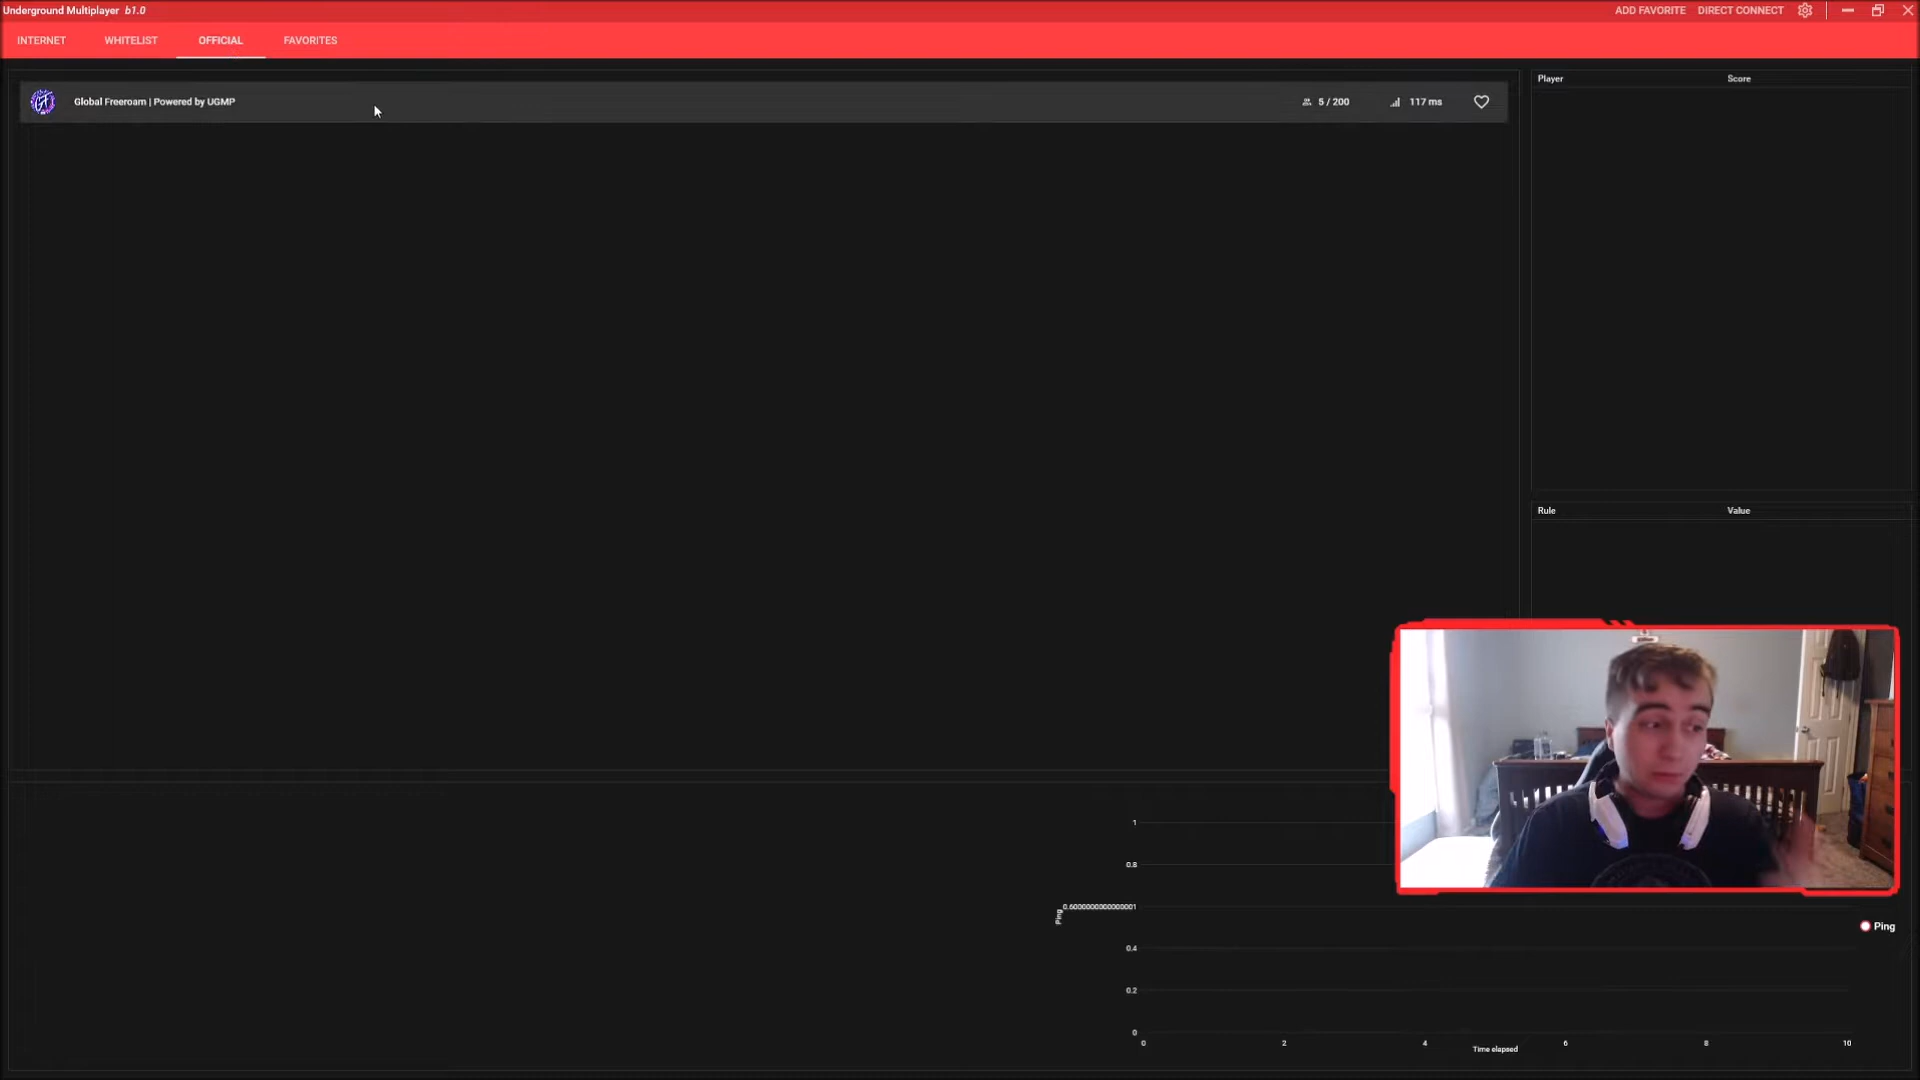 Underground Multiplayer b1.0
ADD FAVORITE DIRECT CONNECT
INTERNET WHITELIST OFFICIAL FAVORITES
Global Freeroam | Powered by UGMP 5 / 200 117 ms
Player Score
Rule Value
1
0.8
0.6000000000000001
0.4
0.2
0
Ping
0 2 4 6 8 10
Time elapsed
Ping